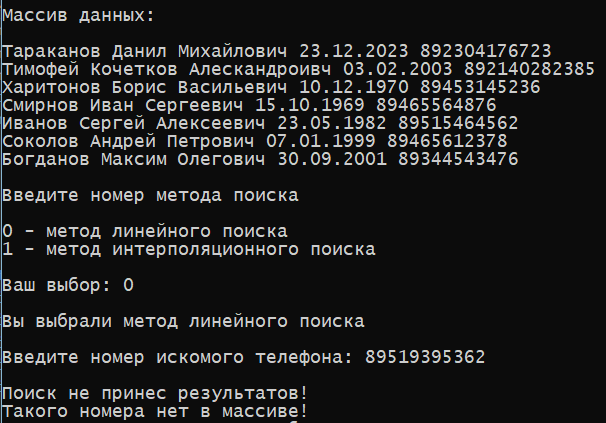 Массив данных:
Тараканов Данил Михайлович 23.12.2023 892304176723
Тимофей Кочетков Алескандроивч 03.02.2003 892140282385
Харитонов Борис Васильевич 10.12.1970 89453145236
Смирнов Иван Сергеевич 15.10.1969 89465564876
Иванов Сергей Алексеевич 23.05.1982 89515464562
Соколов Андрей Петрович 07.01.1999 89465612378
Богданов Максим Олегович 30.09.2001 89344543476
Введите номер метода поиска
0 - метод линейного поиска
1 - метод интерполяционного поиска
Ваш выбор: 0
Вы выбрали метод линейного поиска
Введите номер искомого телефона: 89519395362
Поиск не принес результатов!
Такого номера нет в массиве!